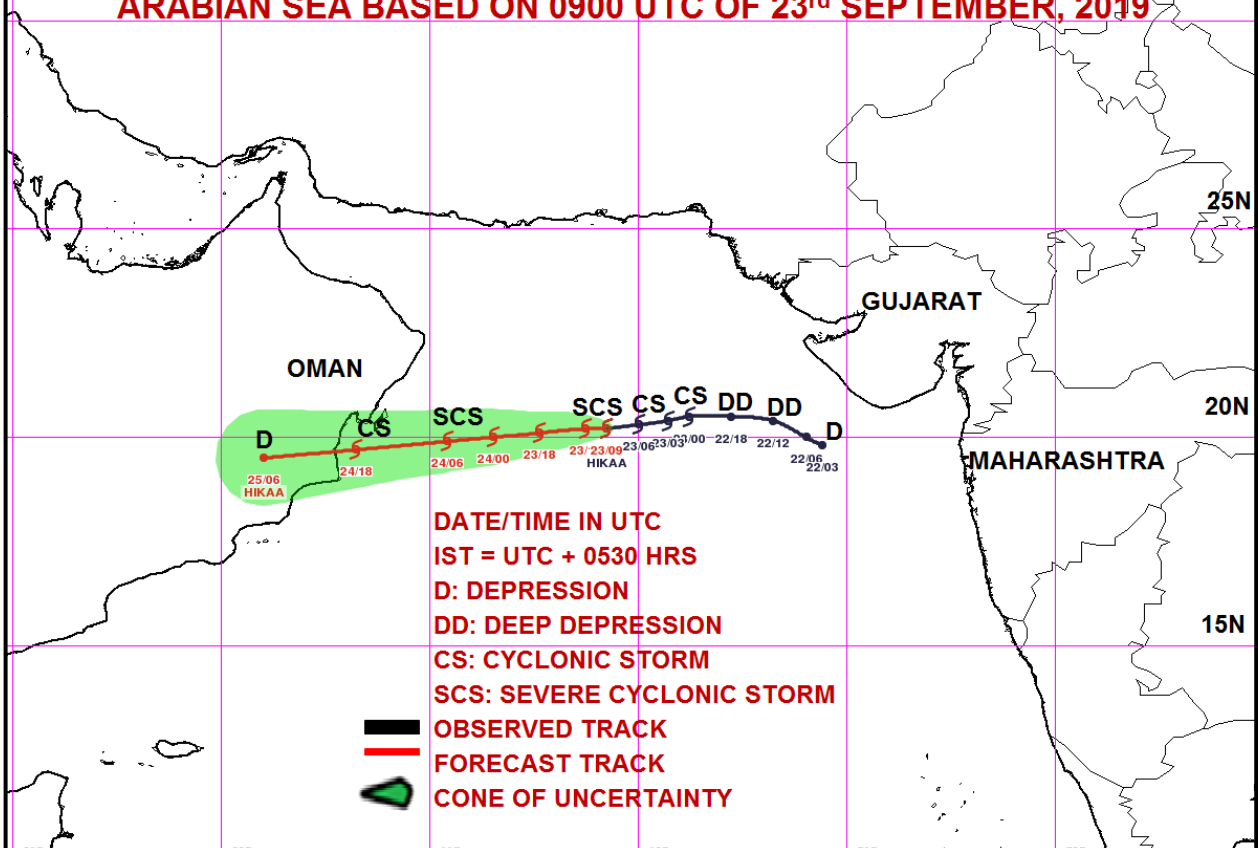 ARABIAN SEA BASED ON 0900 UTC OF 23rd SEPTEMBER, 2019
25N
GUJARAT
OMAN
20N
SCS
CS
CS
DD
DD
D
SCS
CS
D
MAHARASHTRA
25/06
HIKAA
24/18
24/06
24/00
23/18
23/
23/09
HIKAA
23/06
23/03
23/00
22/18
22/12
22/06
22/03
DATE/TIME IN UTC
IST = UTC + 0530 HRS
D: DEPRESSION
DD: DEEP DEPRESSION
15N
CS: CYCLONIC STORM
SCS: SEVERE CYCLONIC STORM
OBSERVED TRACK
FORECAST TRACK
CONE OF UNCERTAINTY